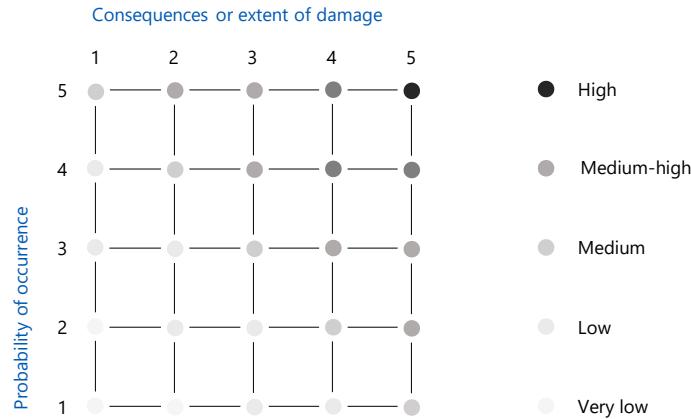 Consequences or extent of damage
1 2 3 4 5
5 High
4 Medium-high
Probability of occurrence
3 Medium
2 Low
1 Very low